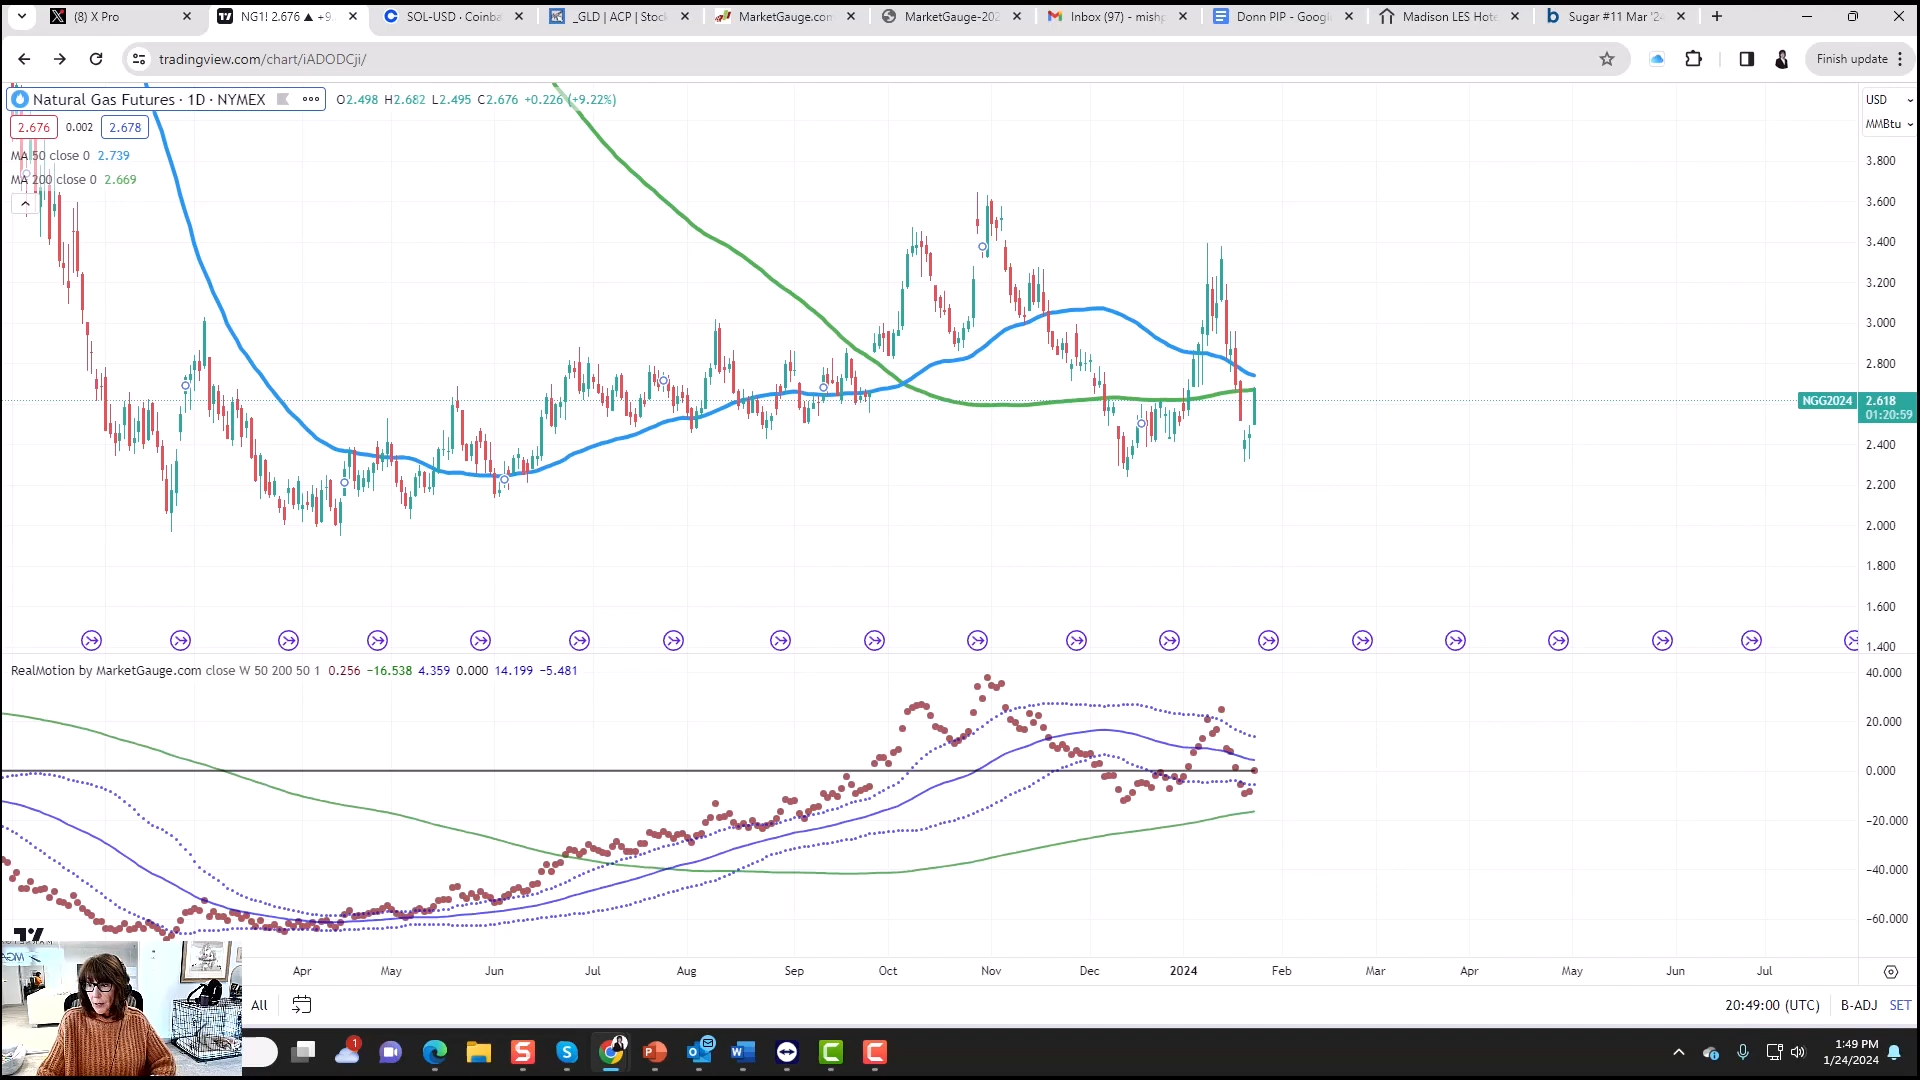 (8) X Pro
NG1! 2.676 ▲ +9.
SOL-USD · Coinba
_GLD | ACP | Stock
MarketGauge.com
MarketGauge-202
Inbox (97) - mishp
Donn PIP - Googl
Madison LES Hote
Sugar #11 Mar '24
tradingview.com/chart/iADODCji/
Finish update
Natural Gas Futures · 1D · NYMEX
O2.498 H2.682 L2.495 C2.676 +0.226 (+9.22%)
2.676 0.002 2.678
MA 50 close 0 2.739
MA 200 close 0 2.669
USD
MMBtu
3.800
3.600
3.400
3.200
3.000
2.800
NGG2024 2.618
01:20:59
2.400
2.200
2.000
1.800
1.600
1.400
RealMotion by MarketGauge.com close W 50 200 50 1 0.256 −16.538 4.359 0.000 14.199 −5.481
40.000
20.000
0.000
−20.000
−40.000
−60.000
Apr May Jun Jul Aug Sep Oct Nov Dec 2024 Feb Mar Apr May Jun Jul
All
20:49:00 (UTC) B-ADJ SET
1
1:49 PM
1/24/2024